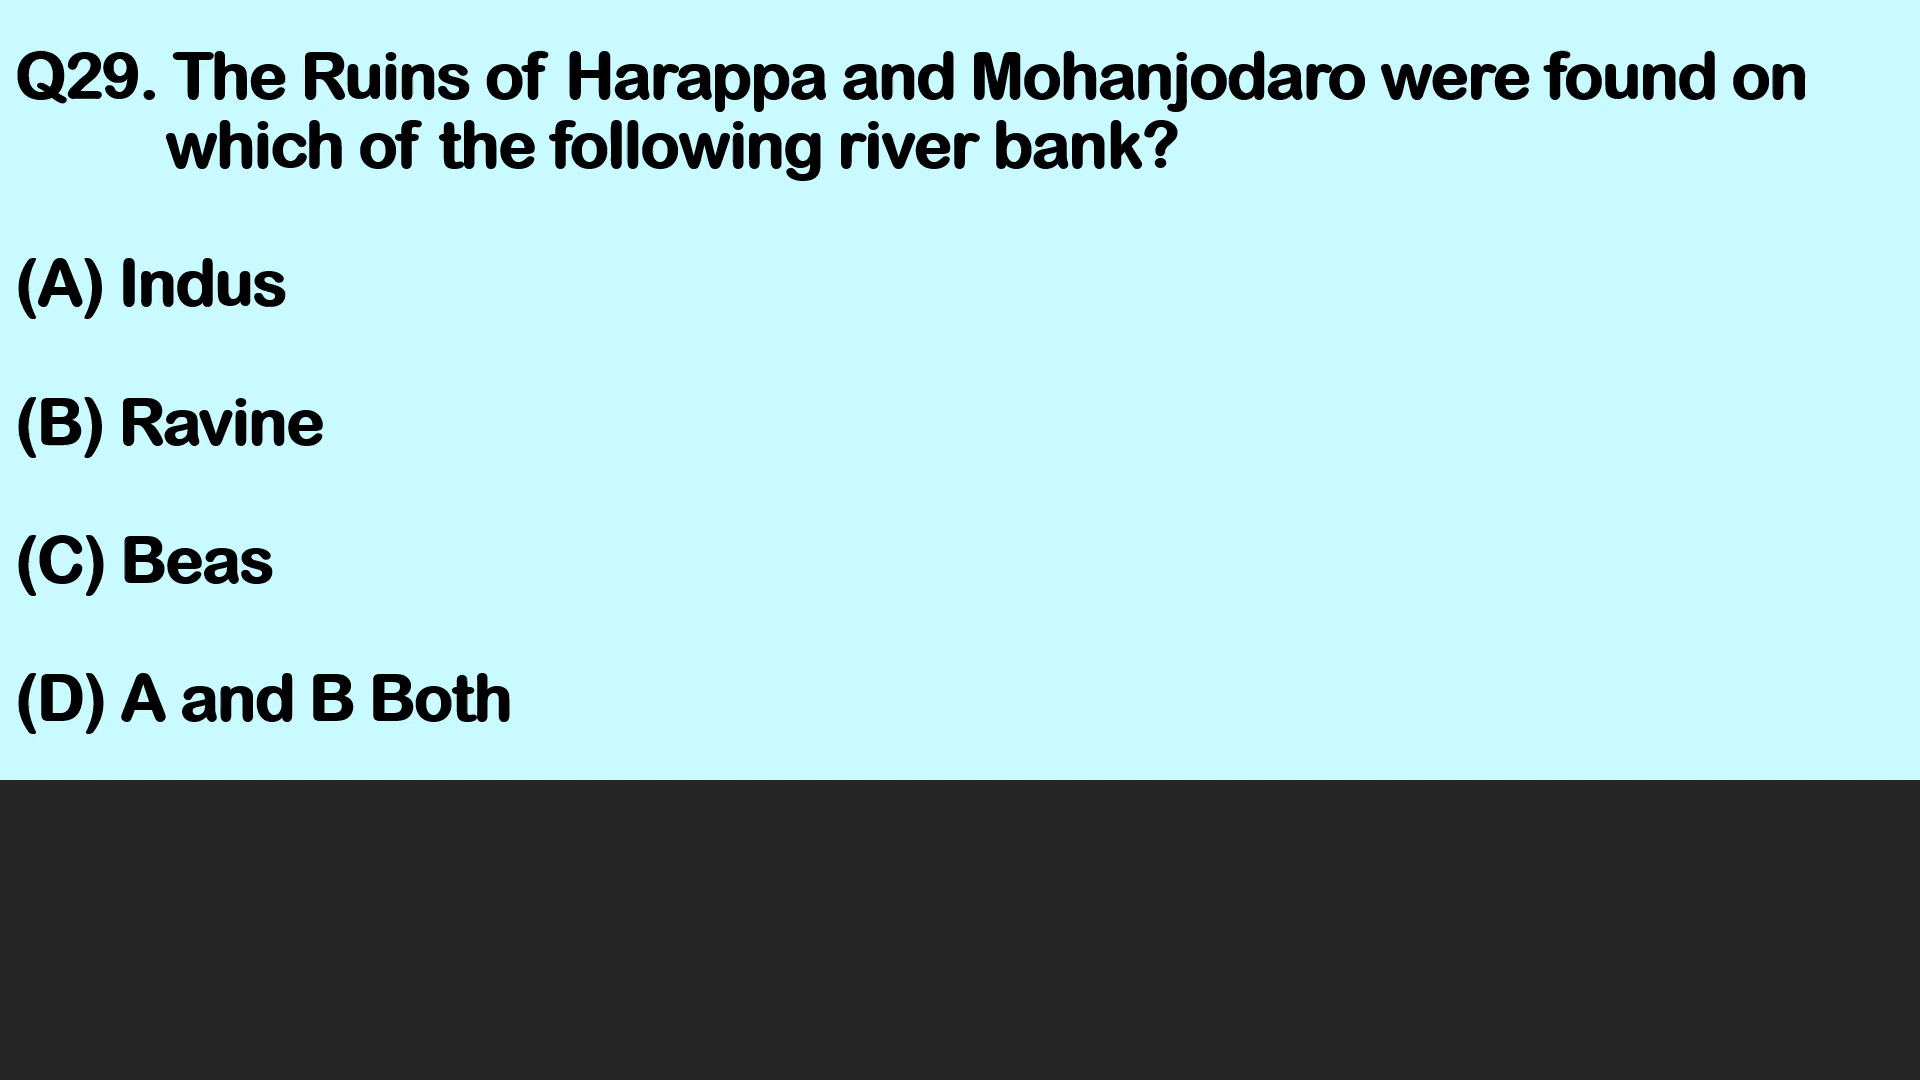 Q29. The Ruins of Harappa and Mohanjodaro were found on
which of the following river bank?
(A) Indus
(B) Ravine
(C) Beas
(D) A and B Both